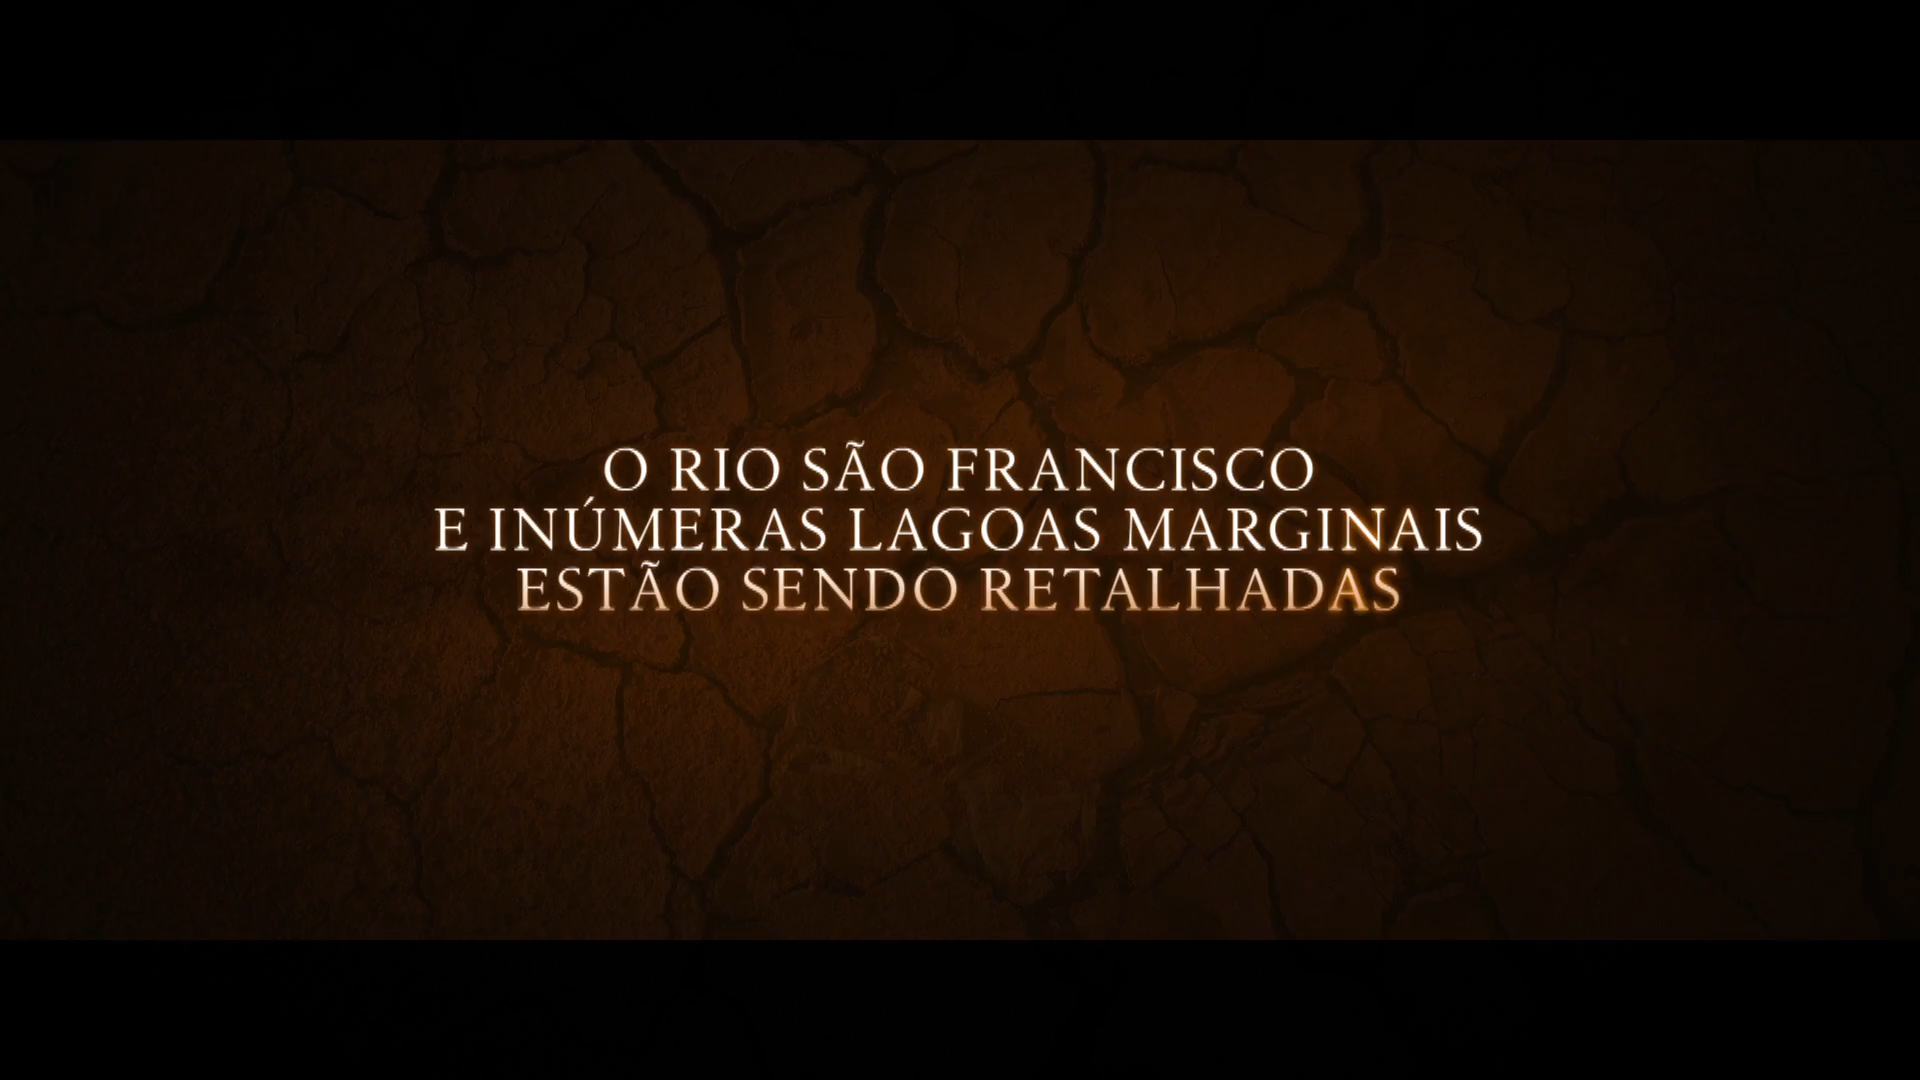 O RIO SÃO FRANCISCO
E INÚMERAS LAGOAS MARGINAIS
ESTÃO SENDO RETALHADAS